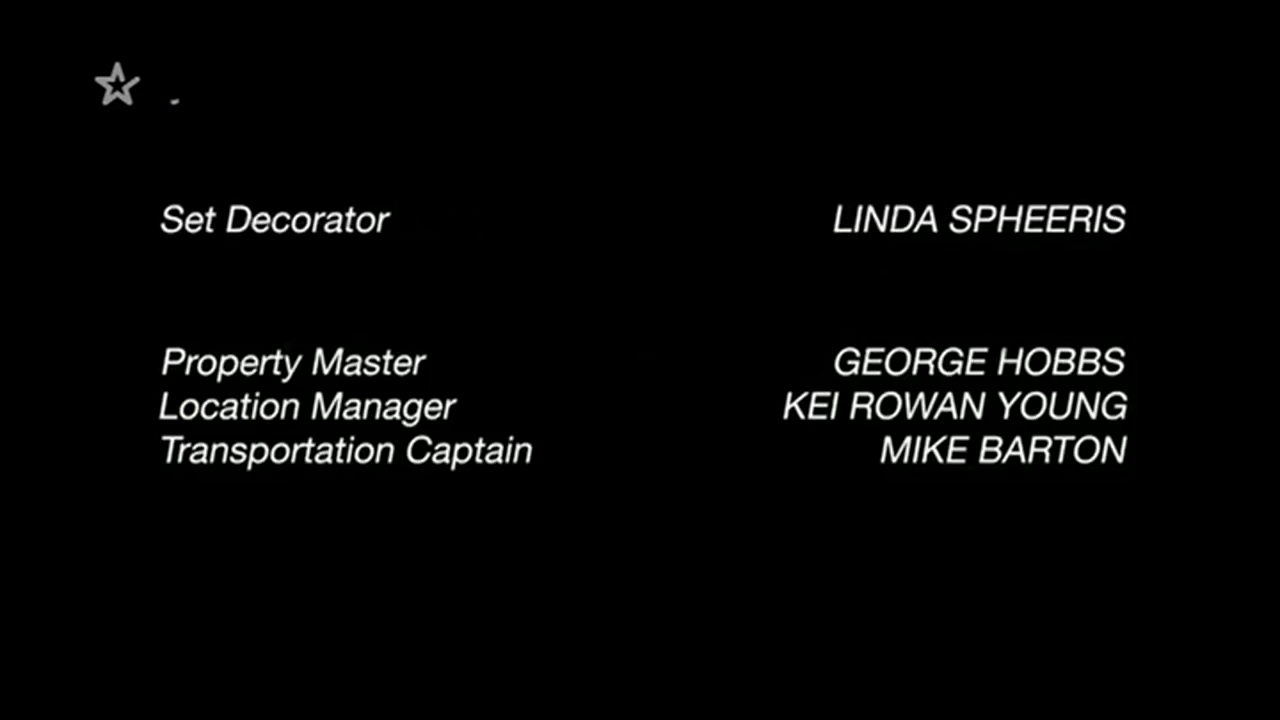 Set Decorator LINDA SPHEERIS
Property Master GEORGE HOBBS
Location Manager KEI ROWAN YOUNG
Transportation Captain MIKE BARTON